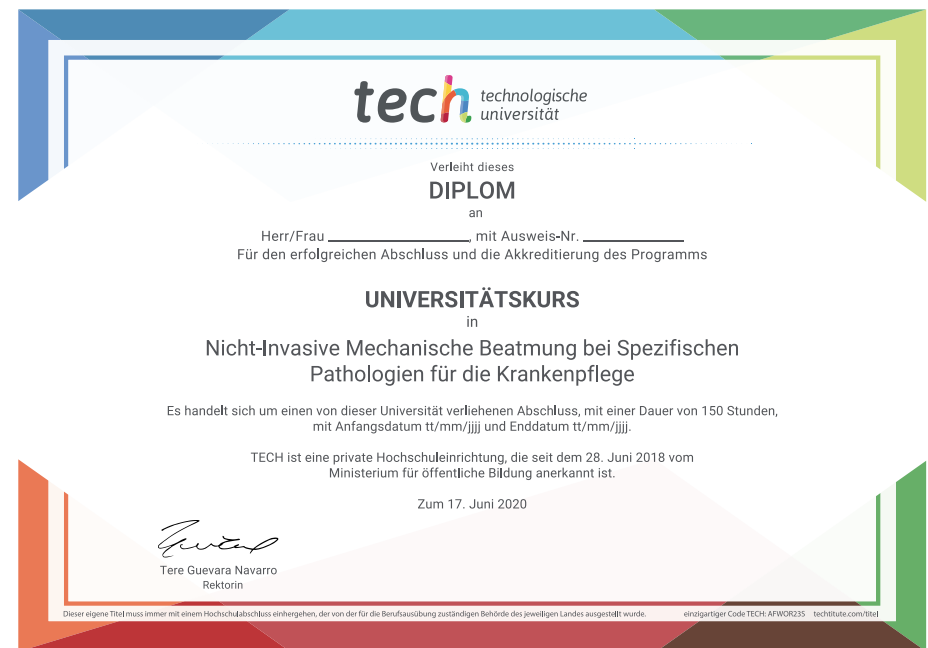 tech technologische
universität
Verleiht dieses
DIPLOM
an
Herr/Frau ____________________, mit Ausweis-Nr. ______________
Für den erfolgreichen Abschluss und die Akkreditierung des Programms
UNIVERSITÄTSKURS
in
Nicht-Invasive Mechanische Beatmung bei Spezifischen
Pathologien für die Krankenpflege
Es handelt sich um einen von dieser Universität verliehenen Abschluss, mit einer Dauer von 150 Stunden,
mit Anfangsdatum tt/mm/jjjj und Enddatum tt/mm/jjjj.
TECH ist eine private Hochschuleinrichtung, die seit dem 28. Juni 2018 vom
Ministerium für öffentliche Bildung anerkannt ist.
Zum 17. Juni 2020
Tere Guevara Navarro
Rektorin
Dieser eigene Titel muss immer mit einem Hochschulabschluss einhergehen, der von der für die Berufsausübung zuständigen Behörde des jeweiligen Landes ausgestellt wurde. einzigartiger Code TECH: AFWOR23S techtitute.com/titel